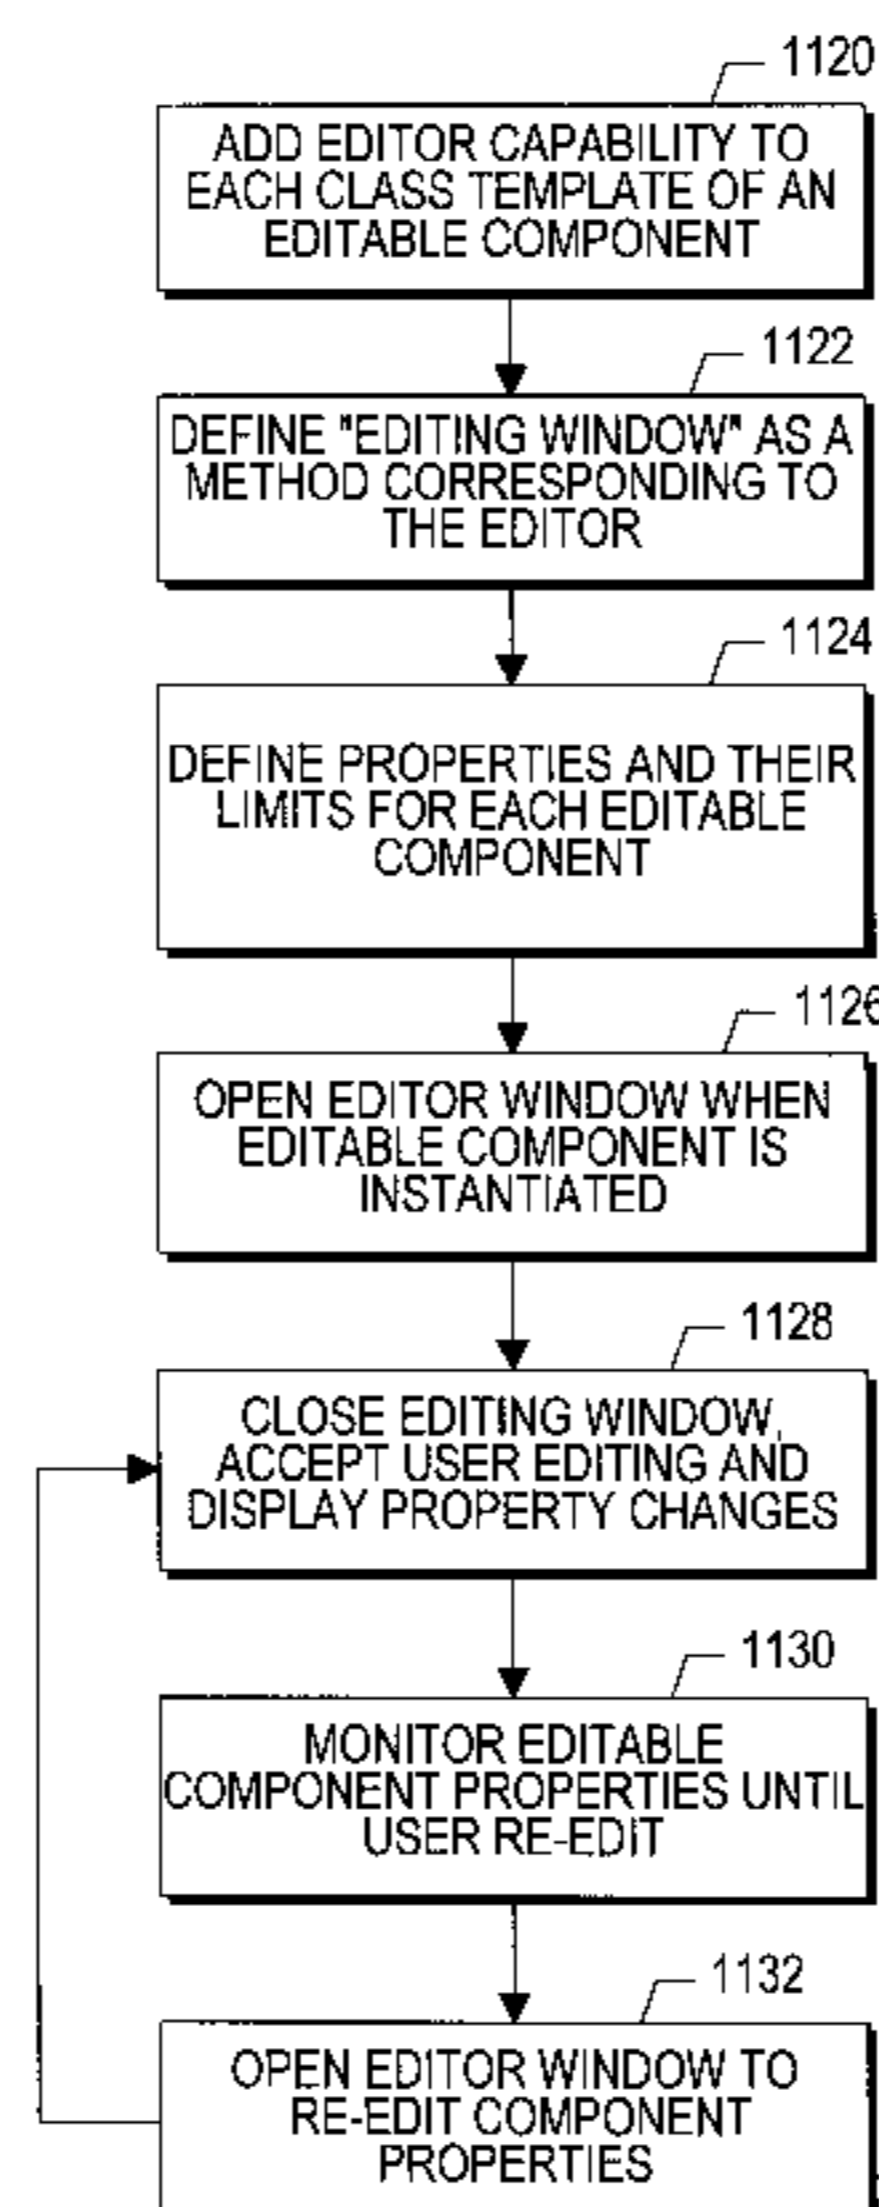 1120
ADD EDITOR CAPABILITY TO
EACH CLASS TEMPLATE OF AN
EDITABLE COMPONENT
1122
DEFINE "EDITING WINDOW" AS A
METHOD CORRESPONDING TO
THE EDITOR
1124
DEFINE PROPERTIES AND THEIR
LIMITS FOR EACH EDITABLE
COMPONENT
1126
OPEN EDITOR WINDOW WHEN
EDITABLE COMPONENT IS
INSTANTIATED
1128
CLOSE EDITING WINDOW,
ACCEPT USER EDITING AND
DISPLAY PROPERTY CHANGES
1130
MONITOR EDITABLE
COMPONENT PROPERTIES UNTIL
USER RE-EDIT
1132
OPEN EDITOR WINDOW TO
RE-EDIT COMPONENT
PROPERTIES